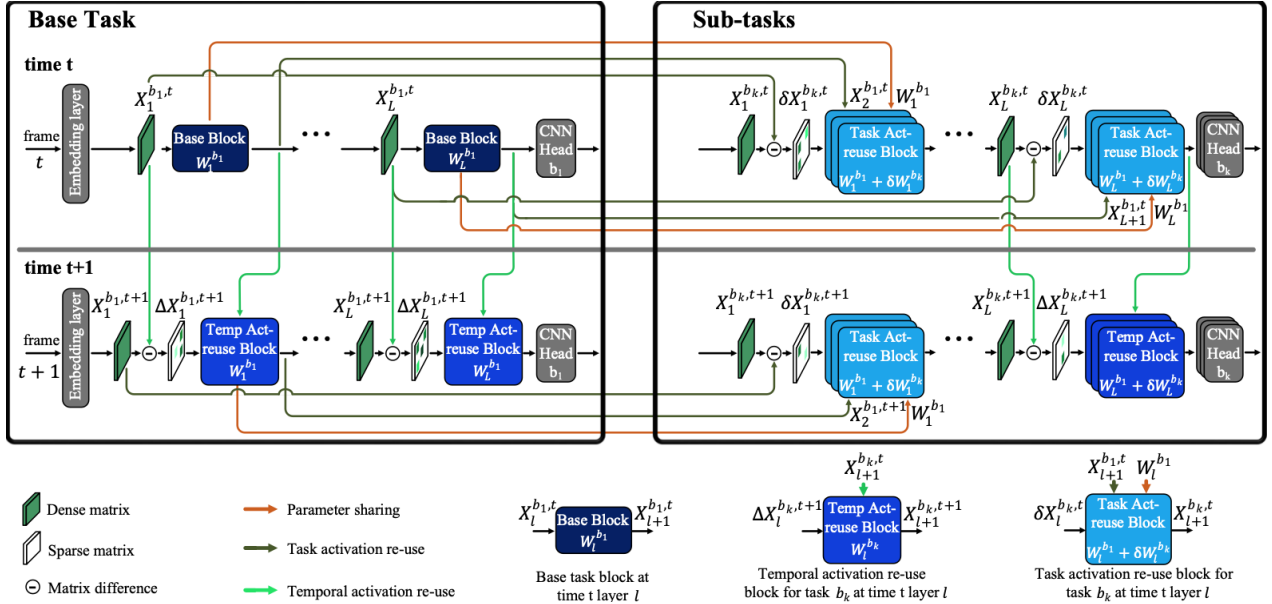 Base Task
Sub-tasks
time t
X_1^{b_1,t}
X_L^{b_1,t}
X_1^{b_k,t}
δX_1^{b_k,t}
X_2^{b_1,t}
W_1^{b_1}
X_L^{b_k,t}
δX_L^{b_k,t}
frame
t
Embedding layer
Base Block
W_1^{b_1}
...
Base Block
W_L^{b_1}
CNN
Head
b_1
Task Act-
reuse Block
W_1^{b_1} + δW_1^{b_k}
...
Task Act-
reuse Block
W_L^{b_1} + δW_L^{b_k}
CNN
Head
b_k
X_{L+1}^{b_1,t}
W_L^{b_1}
time t+1
X_1^{b_1,t+1}
ΔX_1^{b_1,t+1}
X_L^{b_1,t+1}
ΔX_L^{b_1,t+1}
X_1^{b_k,t+1}
δX_1^{b_k,t+1}
X_L^{b_k,t+1}
ΔX_L^{b_k,t+1}
frame
t + 1
Embedding layer
Temp Act-
reuse Block
W_1^{b_1}
...
Temp Act-
reuse Block
W_L^{b_1}
CNN
Head
b_1
Task Act-
reuse Block
W_1^{b_1} + δW_1^{b_k}
...
Temp Act-
reuse Block
W_L^{b_1} + δW_L^{b_k}
CNN
Head
b_k
X_2^{b_1,t+1}
W_1^{b_1}
Dense matrix
Sparse matrix
Matrix difference
Parameter sharing
Task activation re-use
Temporal activation re-use
X_l^{b_1,t}
Base Block
W_l^{b_1}
X_{l+1}^{b_1,t}
Base task block at
time t layer l
X_{l+1}^{b_k,t}
ΔX_l^{b_k,t+1}
Temp Act-
reuse Block
W_l^{b_k}
X_{l+1}^{b_k,t+1}
Temporal activation re-use
block for task b_k at time t layer l
X_{l+1}^{b_1,t}
W_l^{b_1}
δX_l^{b_k,t}
Task Act-
reuse Block
W_l^{b_1} + δW_l^{b_k}
X_{l+1}^{b_k,t}
Task activation re-use block for
task b_k at time t layer l